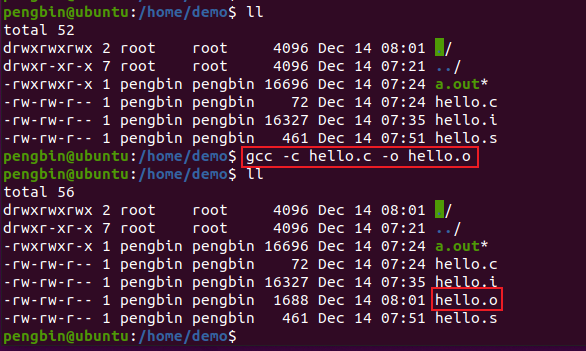 pengbin@ubuntu:/home/demo$ ll
total 52
drwxrwxrwx 2 root    root     4096 Dec 14 08:01 ./
drwxr-xr-x 7 root    root     4096 Dec 14 07:21 ../
-rwxrwxr-x 1 pengbin pengbin 16696 Dec 14 07:24 a.out*
-rw-rw-r-- 1 pengbin pengbin    72 Dec 14 07:24 hello.c
-rw-rw-r-- 1 pengbin pengbin 16327 Dec 14 07:35 hello.i
-rw-rw-r-- 1 pengbin pengbin   461 Dec 14 07:51 hello.s
pengbin@ubuntu:/home/demo$ gcc -c hello.c -o hello.o
pengbin@ubuntu:/home/demo$ ll
total 56
drwxrwxrwx 2 root    root     4096 Dec 14 08:01 ./
drwxr-xr-x 7 root    root     4096 Dec 14 07:21 ../
-rwxrwxr-x 1 pengbin pengbin 16696 Dec 14 07:24 a.out*
-rw-rw-r-- 1 pengbin pengbin    72 Dec 14 07:24 hello.c
-rw-rw-r-- 1 pengbin pengbin 16327 Dec 14 07:35 hello.i
-rw-rw-r-- 1 pengbin pengbin  1688 Dec 14 08:01 hello.o
-rw-rw-r-- 1 pengbin pengbin   461 Dec 14 07:51 hello.s
pengbin@ubuntu:/home/demo$